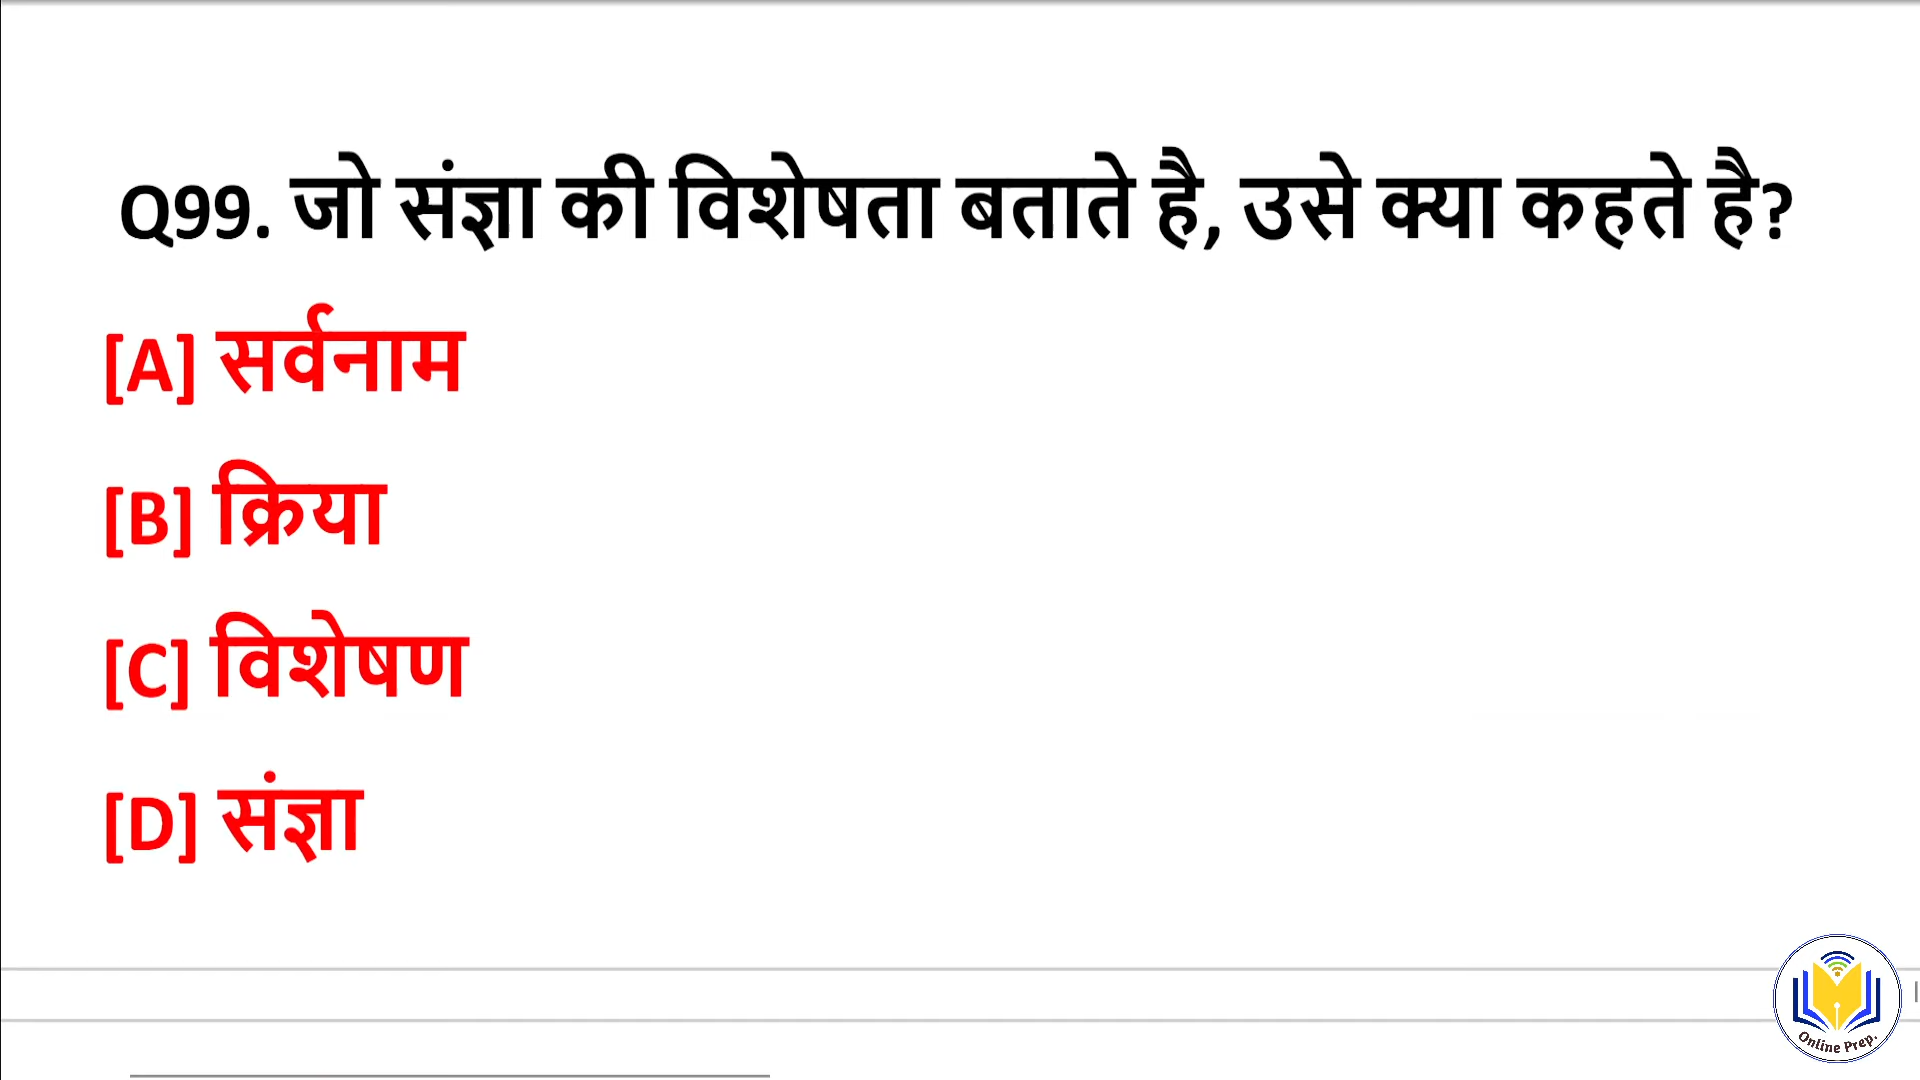 Q99. जो संज्ञा की विशेषता बताते है, उसे क्या कहते है?
[A] सर्वनाम
[B] क्रिया
[C] विशेषण
[D] संज्ञा
Online Prep.